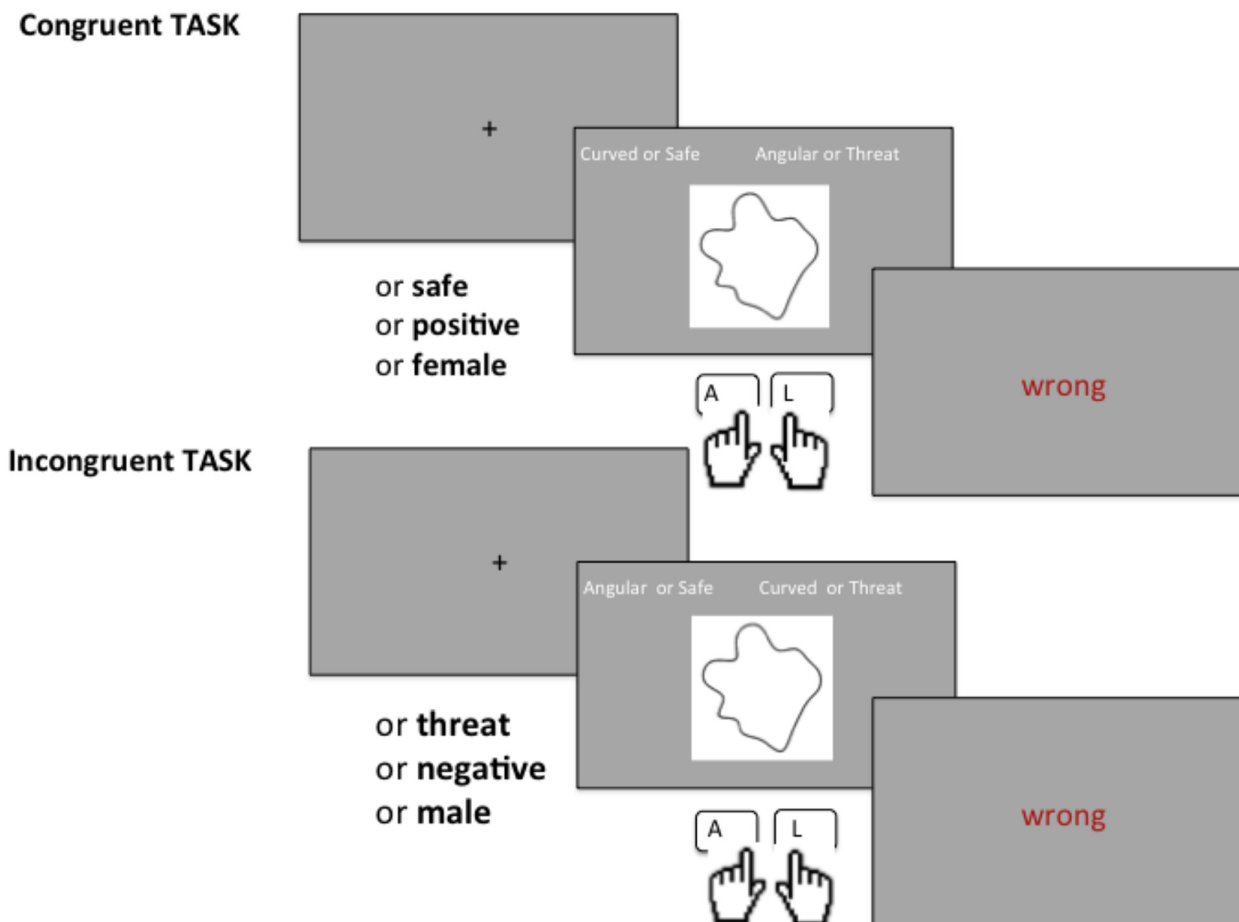 Congruent TASK
+
Curved or Safe Angular or Threat
or safe
or positive
or female
A L
wrong
Incongruent TASK
+
Angular or Safe Curved or Threat
or threat
or negative
or male
A L
wrong